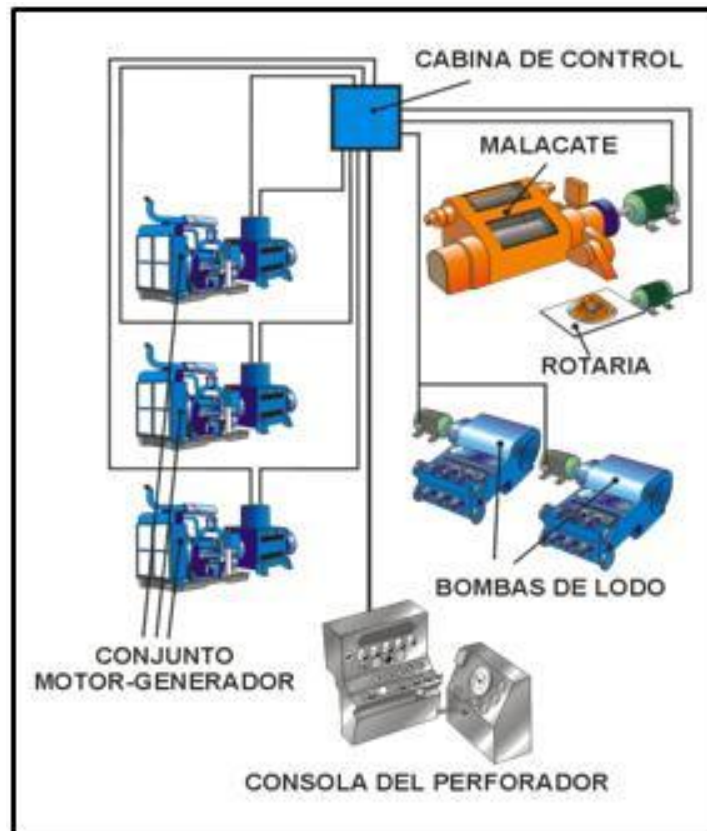 CABINA DE CONTROL
MALACATE
ROTARIA
BOMBAS DE LODO
CONJUNTO
MOTOR-GENERADOR
CONSOLA DEL PERFORADOR